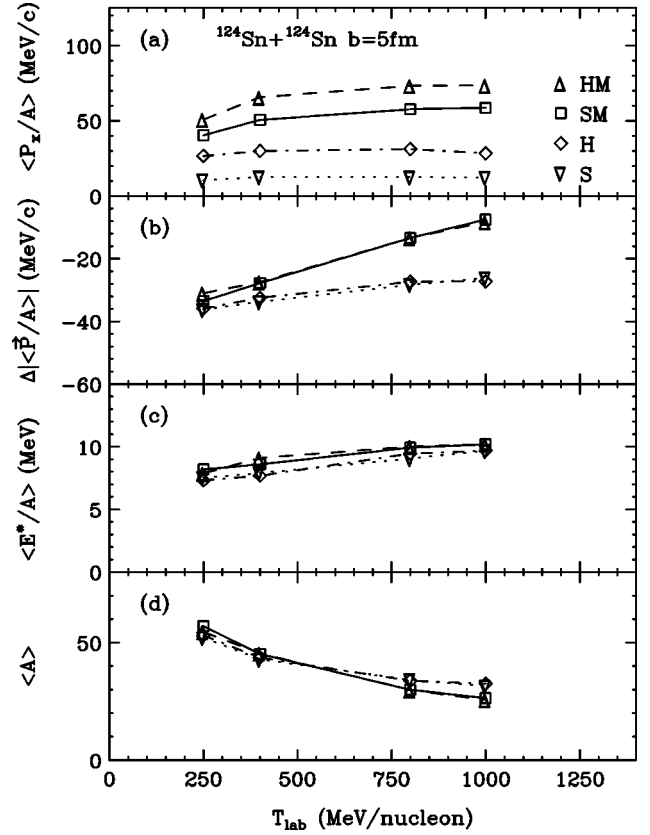 (a) ¹²⁴Sn+¹²⁴Sn b=5fm
<Pₓ/A> (MeV/c)
100
50
0
HM
SM
H
S
(b)
Δ|<P⃗/A>| (MeV/c)
−20
−40
−60
(c)
<E*/A> (MeV)
10
5
0
(d)
<A>
50
0
0 250 500 750 1000 1250
T_lab (MeV/nucleon)